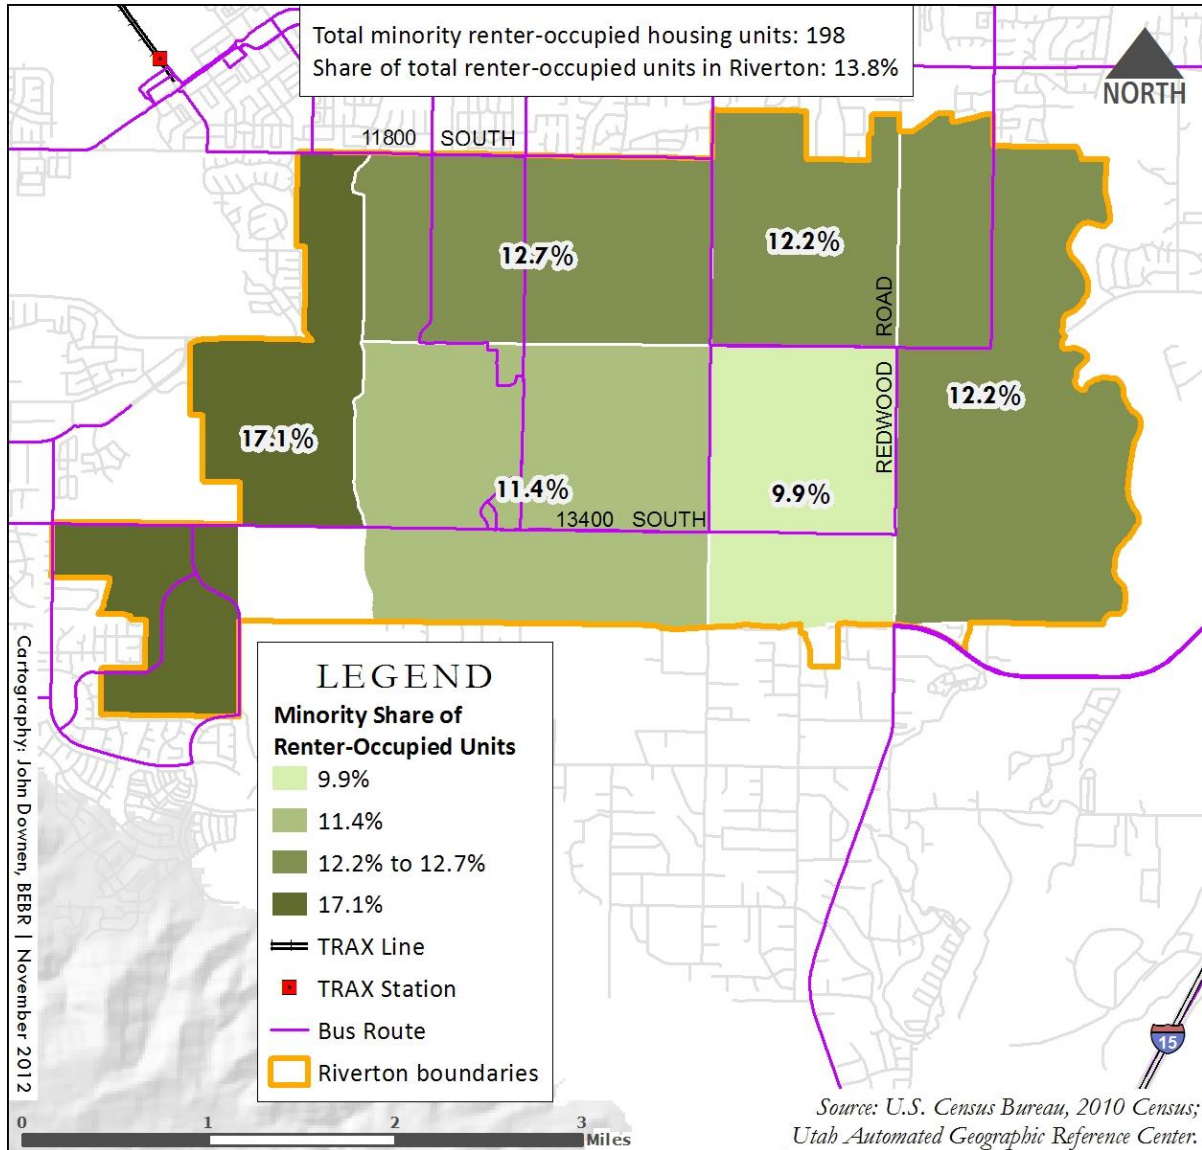 Total minority renter-occupied housing units: 198
Share of total renter-occupied units in Riverton: 13.8%
NORTH
11800 SOUTH
12.7%
12.2%
ROAD
REDWOOD
12.2%
17.1%
11.4%
9.9%
13400 SOUTH
LEGEND
Minority Share of
Renter-Occupied Units
9.9%
11.4%
12.2% to 12.7%
17.1%
TRAX Line
TRAX Station
Bus Route
Riverton boundaries
Cartography: John Downen, BEBR | November 2012
15
0 1 2 3
Miles
Source: U.S. Census Bureau, 2010 Census;
Utah Automated Geographic Reference Center.